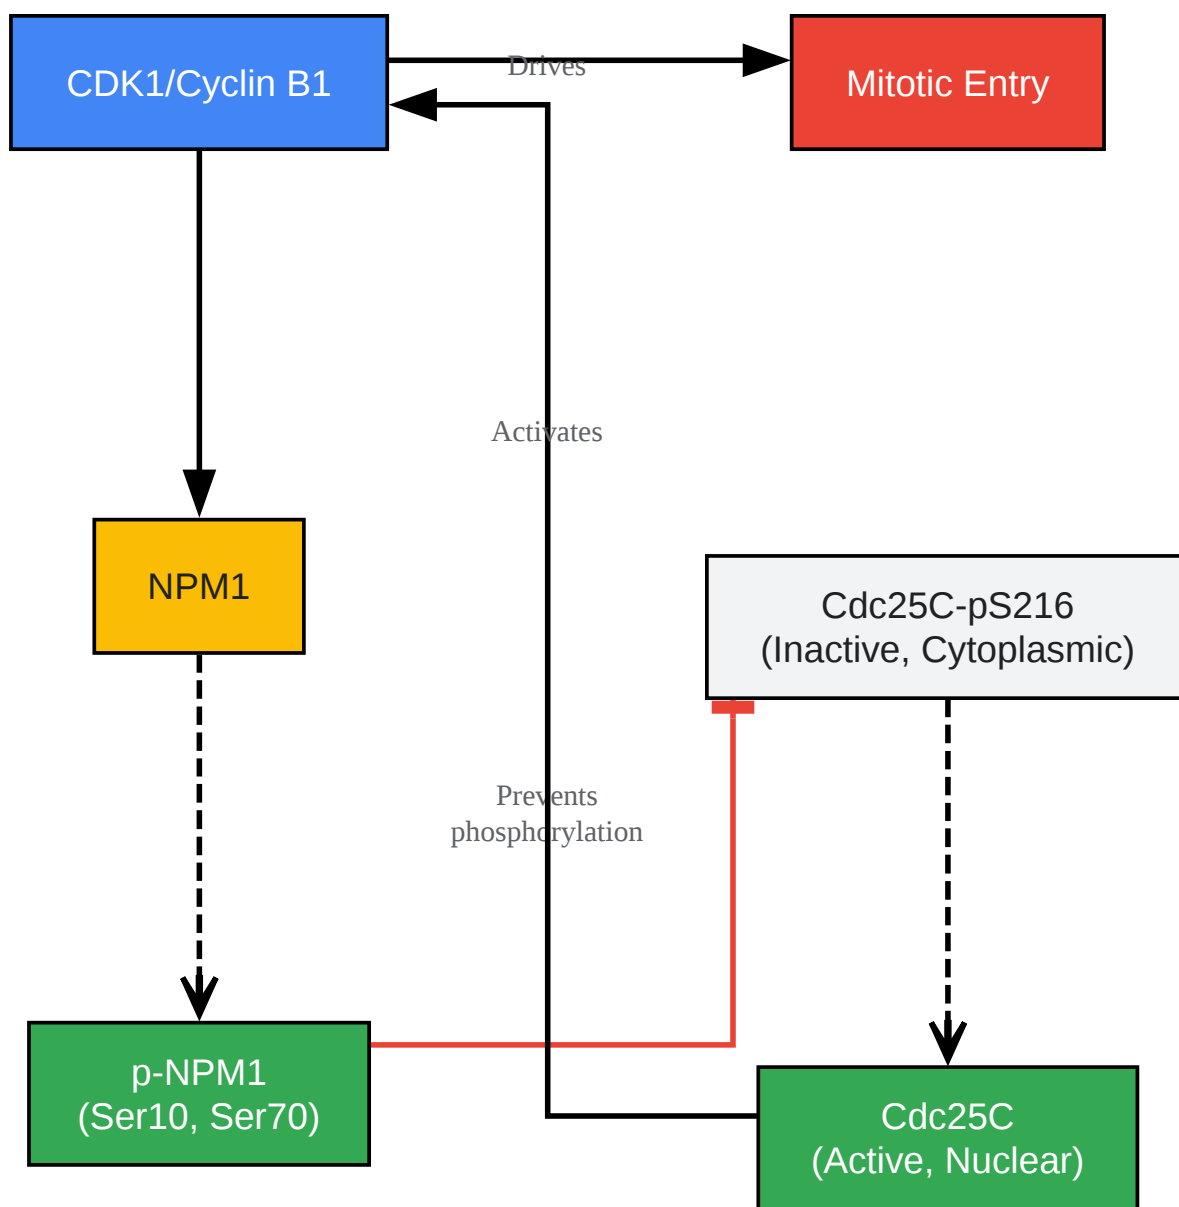 CDK1/Cyclin B1
Drives
Mitotic Entry
Activates
NPM1
Cdc25C-pS216
(Inactive, Cytoplasmic)
Prevents
phosphorylation
p-NPM1
(Ser10, Ser70)
Cdc25C
(Active, Nuclear)